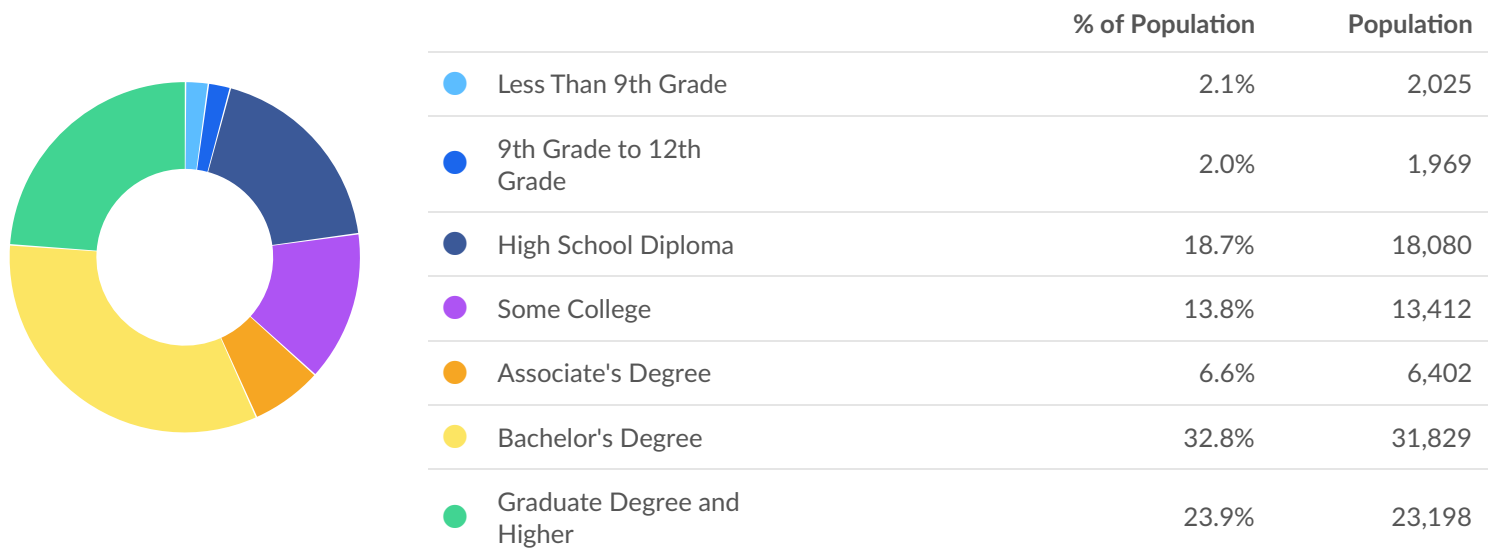 % of Population Population
Less Than 9th Grade 2.1% 2,025
9th Grade to 12th
Grade 2.0% 1,969
High School Diploma 18.7% 18,080
Some College 13.8% 13,412
Associate's Degree 6.6% 6,402
Bachelor's Degree 32.8% 31,829
Graduate Degree and
Higher 23.9% 23,198